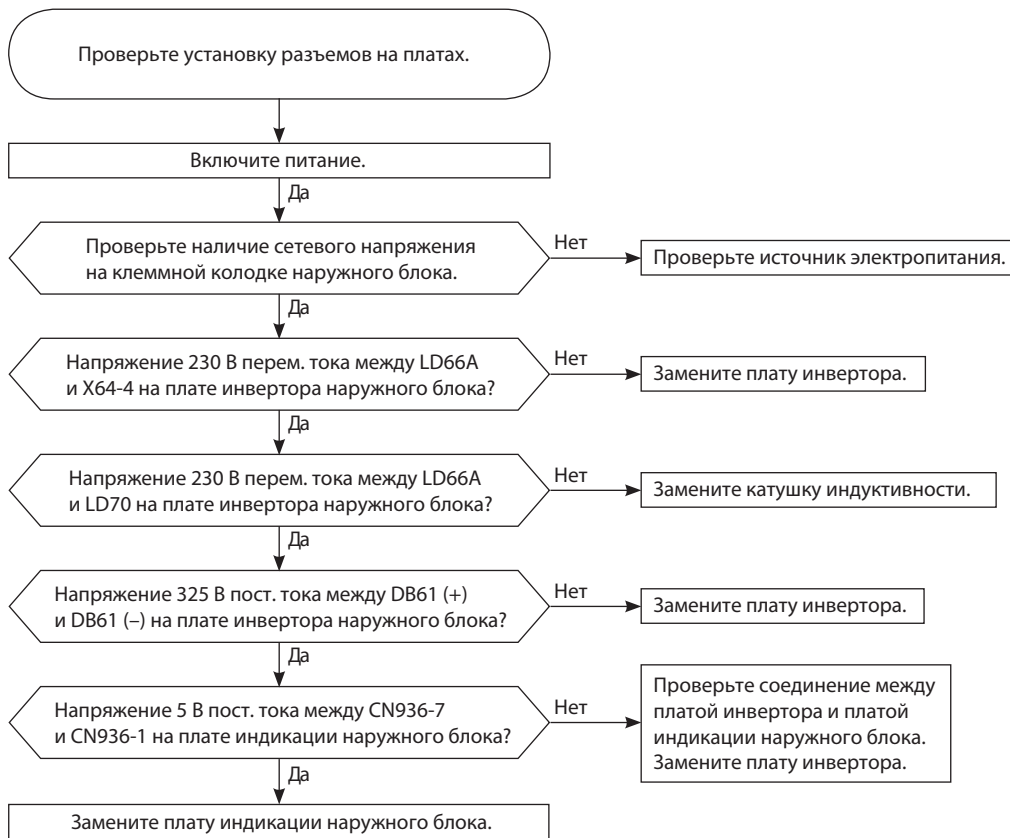 Проверьте установку разъемов на платах.
Включите питание.
Да
Проверьте наличие сетевого напряжения
на клеммной колодке наружного блока.
Нет
Проверьте источник электропитания.
Да
Напряжение 230 В перем. тока между LD66A
и X64-4 на плате инвертора наружного блока?
Нет
Замените плату инвертора.
Да
Напряжение 230 В перем. тока между LD66A
и LD70 на плате инвертора наружного блока?
Нет
Замените катушку индуктивности.
Да
Напряжение 325 В пост. тока между DB61 (+)
и DB61 (–) на плате инвертора наружного блока?
Нет
Замените плату инвертора.
Да
Напряжение 5 В пост. тока между CN936-7
и CN936-1 на плате индикации наружного блока?
Нет
Проверьте соединение между
платой инвертора и платой
индикации наружного блока.
Замените плату инвертора.
Да
Замените плату индикации наружного блока.